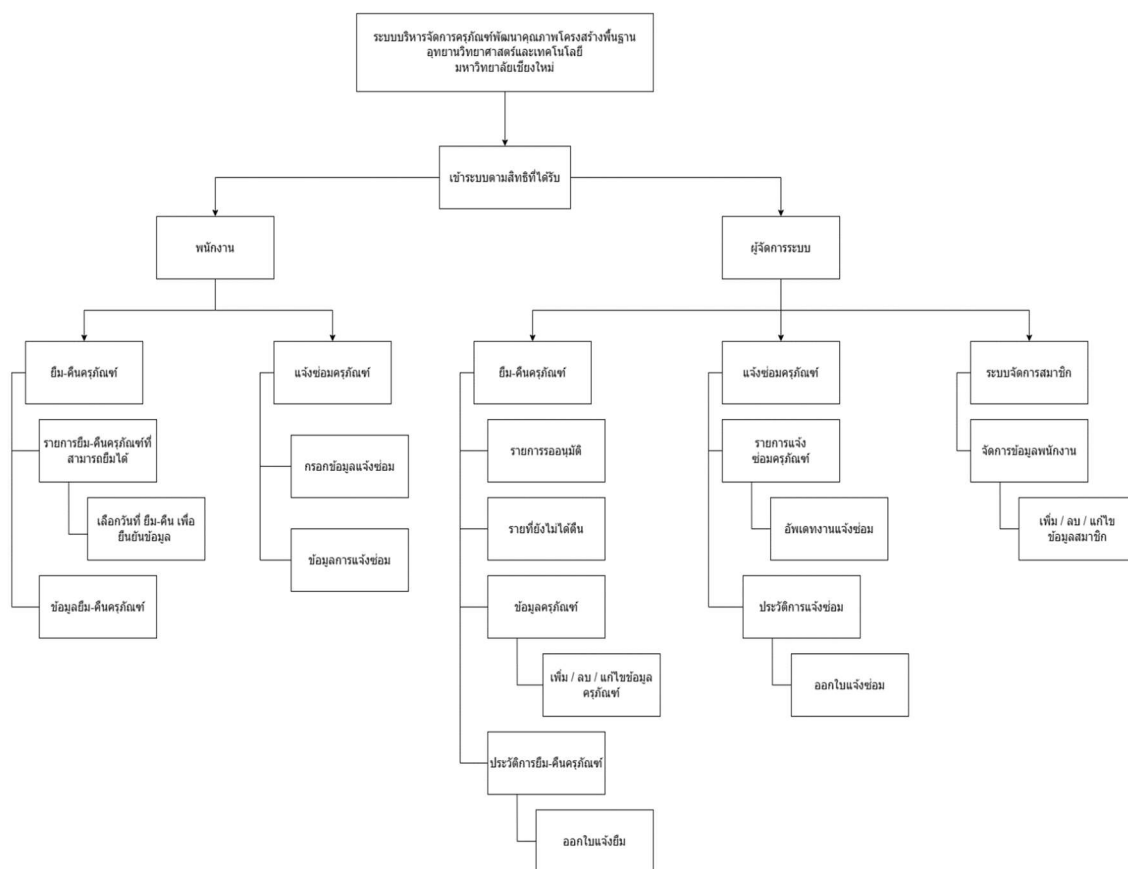 ระบบบริหารจัดการครุภัณฑ์พัฒนาคุณภาพโครงสร้างพื้นฐาน
อุทยานวิทยาศาสตร์และเทคโนโลยี
มหาวิทยาลัยเชียงใหม่
เข้าระบบตามสิทธิที่ได้รับ
พนักงาน
ผู้จัดการระบบ
ยืม-คืนครุภัณฑ์
แจ้งซ่อมครุภัณฑ์
ยืม-คืนครุภัณฑ์
แจ้งซ่อมครุภัณฑ์
ระบบจัดการสมาชิก
รายการยืม-คืนครุภัณฑ์ที่
สามารถยืมได้
กรอกข้อมูลแจ้งซ่อม
รายการรออนุมัติ
รายการแจ้ง
ซ่อมครุภัณฑ์
จัดการข้อมูลพนักงาน
เลือกวันที่ ยืม-คืน เพื่อ
ยืนยันข้อมูล
ข้อมูลการแจ้งซ่อม
รายที่ยังไม่ได้คืน
อัพเดทงานแจ้งซ่อม
เพิ่ม / ลบ / แก้ไข
ข้อมูลสมาชิก
ข้อมูลยืม-คืนครุภัณฑ์
ข้อมูลครุภัณฑ์
ประวัติการแจ้งซ่อม
เพิ่ม / ลบ / แก้ไขข้อมูล
ครุภัณฑ์
ออกใบแจ้งซ่อม
ประวัติการยืม-คืนครุภัณฑ์
ออกใบแจ้งยืม